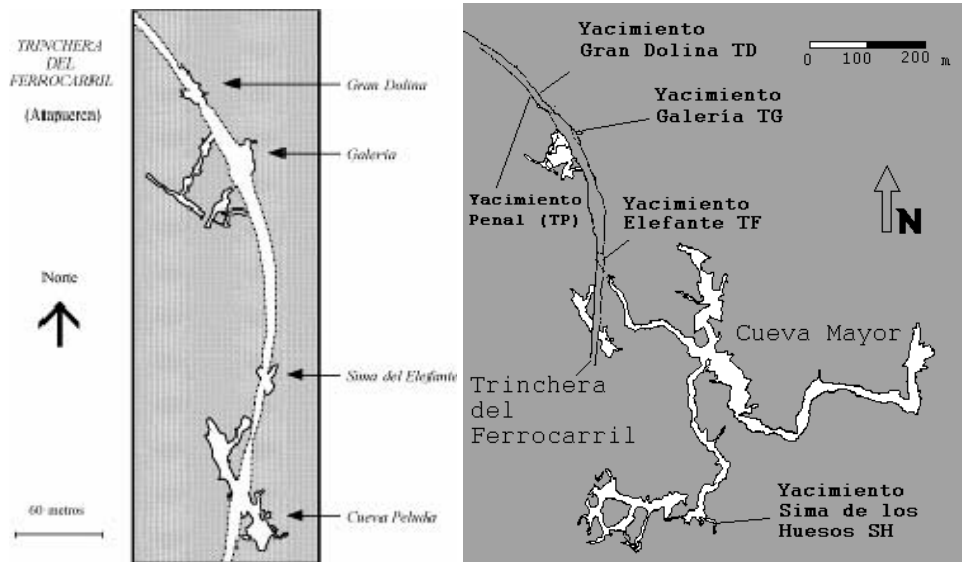 TRINCHERA
DEL
FERROCARRIL
(Atapuerca)
Gran Dolina
Galería
Norte
Sima del Elefante
60 metros
Cueva Peluda
Yacimiento
Gran Dolina TD
0 100 200 m
Yacimiento
Galería TG
Yacimiento
Penal (TP)
Yacimiento
Elefante TF
N
Cueva Mayor
Trinchera
del
Ferrocarril
Yacimiento
Sima de los
Huesos SH